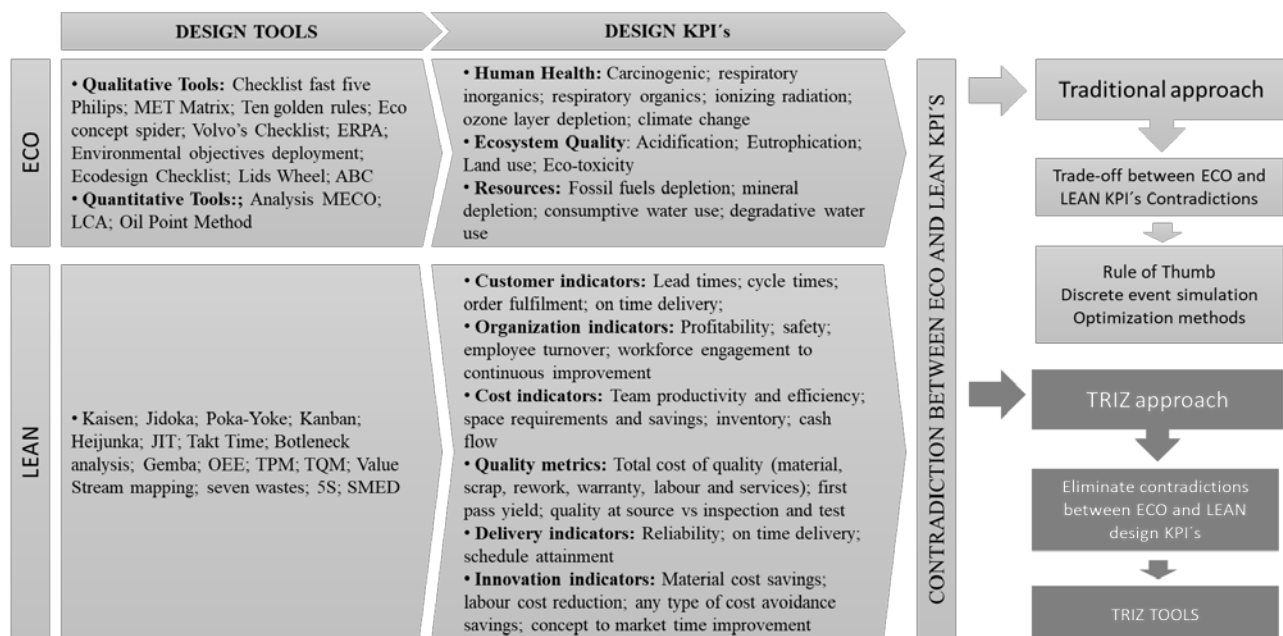 DESIGN TOOLS
DESIGN KPI´s
ECO
• Qualitative Tools: Checklist fast five
Philips; MET Matrix; Ten golden rules; Eco
concept spider; Volvo's Checklist; ERPA;
Environmental objectives deployment;
Ecodesign Checklist; Lids Wheel; ABC
• Quantitative Tools:; Analysis MECO;
LCA; Oil Point Method
• Human Health: Carcinogenic; respiratory
inorganics; respiratory organics; ionizing radiation;
ozone layer depletion; climate change
• Ecosystem Quality: Acidification; Eutrophication;
Land use; Eco-toxicity
• Resources: Fossil fuels depletion; mineral
depletion; consumptive water use; degradative water
use
LEAN
• Kaisen; Jidoka; Poka-Yoke; Kanban;
Heijunka; JIT; Takt Time; Botleneck
analysis; Gemba; OEE; TPM; TQM; Value
Stream mapping; seven wastes; 5S; SMED
• Customer indicators: Lead times; cycle times;
order fulfilment; on time delivery;
• Organization indicators: Profitability; safety;
employee turnover; workforce engagement to
continuous improvement
• Cost indicators: Team productivity and efficiency;
space requirements and savings; inventory; cash
flow
• Quality metrics: Total cost of quality (material,
scrap, rework, warranty, labour and services); first
pass yield; quality at source vs inspection and test
• Delivery indicators: Reliability; on time delivery;
schedule attainment
• Innovation indicators: Material cost savings;
labour cost reduction; any type of cost avoidance
savings; concept to market time improvement
CONTRADICTION BETWEEN ECO AND LEAN KPI´S
Traditional approach
Trade-off between ECO and
LEAN KPI´s Contradictions
Rule of Thumb
Discrete event simulation
Optimization methods
TRIZ approach
Eliminate contradictions
between ECO and LEAN
design KPI´s
TRIZ TOOLS